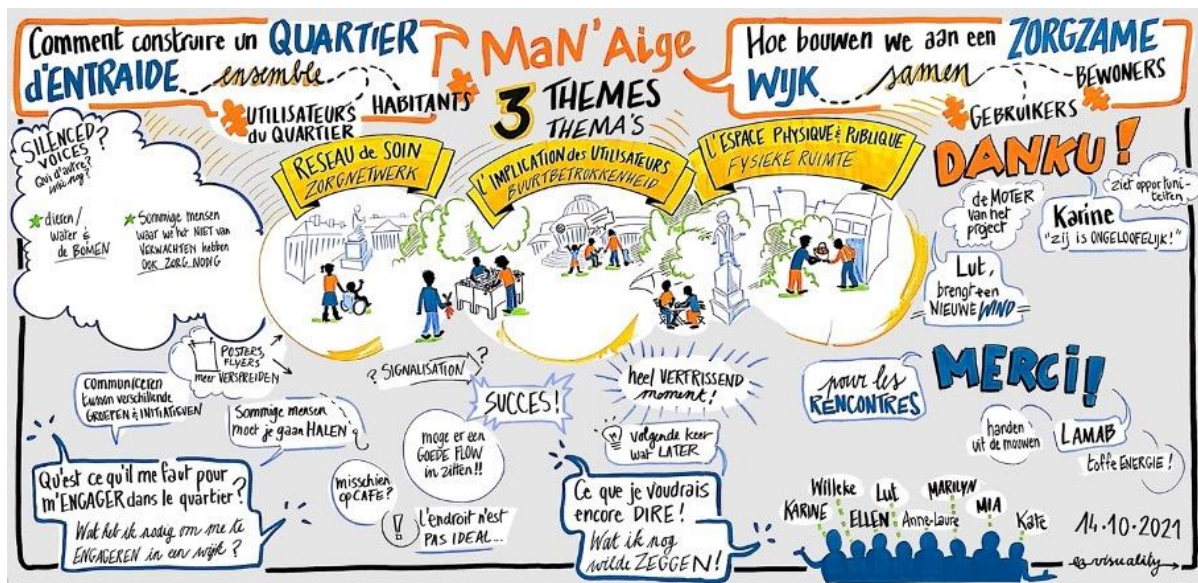 Comment construire un QUARTIER
d'ENTRAIDE ensemble
UTILISATEURS
du QUARTIER
HABITANTS
MaN'Aige
3 THEMES
THEMA'S
Hoe bouwen we aan een ZORGZAME
WIJK samen
BEWONERS
GEBRUIKERS
SILENCED
VOICES?
Qui d'autre?
wie nog?
dieren/
water &
de BOMEN
Sommige mensen
waar we het NIET van
VERWACHTEN hebben
OOK ZORG NODIG
RESEAU de SOIN
ZORGNETWERK
L'IMPLICATION des UTILISATEURS
BUURTBETROKKENHEID
L'ESPACE PHYSIQUE & PUBLIQUE
FYSIEKE RUIMTE
DANKU!
de MOTER
van het
project
ziet opportuni-
teiten
Karine
"zij is ONGELOOFELIJK!"
Lut,
brengt een
NIEUWE WIND
POSTERS,
FLYERS
meer VERSPREIDEN
communiceren
tussen verschillende
GROEPEN & INITIATIEVEN
Sommige mensen
moet je gaan HALEN
? SIGNALISATION ?
SUCCES!
moge er een
GOEDE FLOW
in zitten!!
misschien
op CAFE?
! l'endroit n'est
PAS IDEAL...
heel VERFRISSEND
moment!
volgende keer
wat LATER
MERCI!
pour les
RENCONTRES
handen
uit de mouwen
LAMAB
toffe ENERGIE!
Qu'est ce qu'il me faut pour
m'ENGAGER dans le quartier?
Wat heb ik nodig om me te
ENGAGEREN in een wijk?
Ce que je voudrais
encore DIRE!
Wat ik nog
wilde ZEGGEN!
KARINE
Willeke
ELLEN
Lut
Anne-Laure
MARILYN
MIA
Kate
14.10.2021
visuality